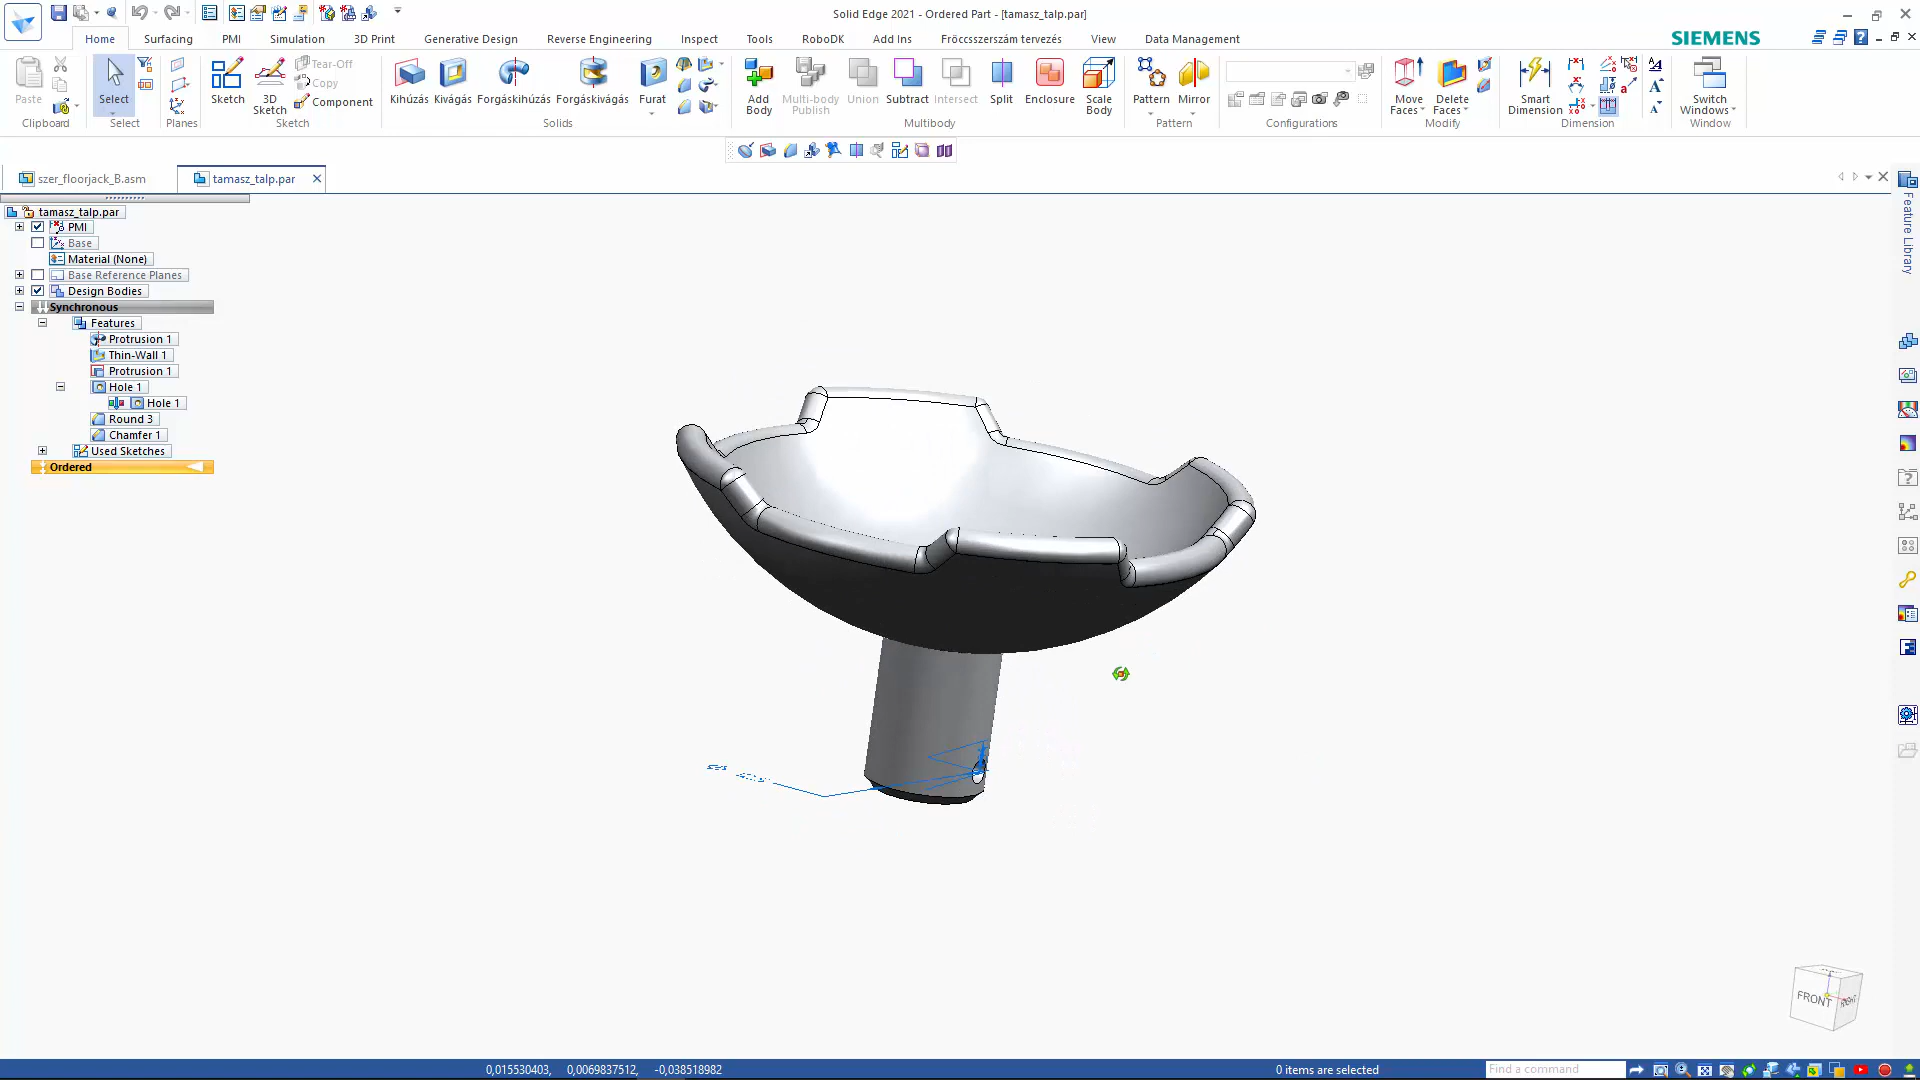 Solid Edge 2021 - Ordered Part - [tamasz_talp.par]
Home Surfacing PMI Simulation 3D Print Generative Design Reverse Engineering Inspect Tools RoboDK Add Ins Fröccsszerszám tervezés View Data Management SIEMENS
Paste Select Sketch 3D Sketch Tear-Off Copy Component Kihúzás Kivágás Forgáskihúzás Forgáskivágás Furat Add Body Multi-body Publish Union Subtract Intersect Split Enclosure Scale Body Pattern Mirror Move Faces Delete Faces Smart Dimension Switch Windows
Clipboard Select Planes Sketch Solids Multibody Pattern Configurations Modify Dimension Window
szer_floorjack_B.asm tamasz_talp.par
tamasz_talp.par
PMI
Base
Material (None)
Base Reference Planes
Design Bodies
Synchronous
Features
Protrusion 1
Thin-Wall 1
Protrusion 1
Hole 1
Hole 1
Round 3
Chamfer 1
Used Sketches
Ordered
Feature Library
FRONT RIGHT
0,015530403, 0,0069837512, -0,038518982 0 items are selected Find a command